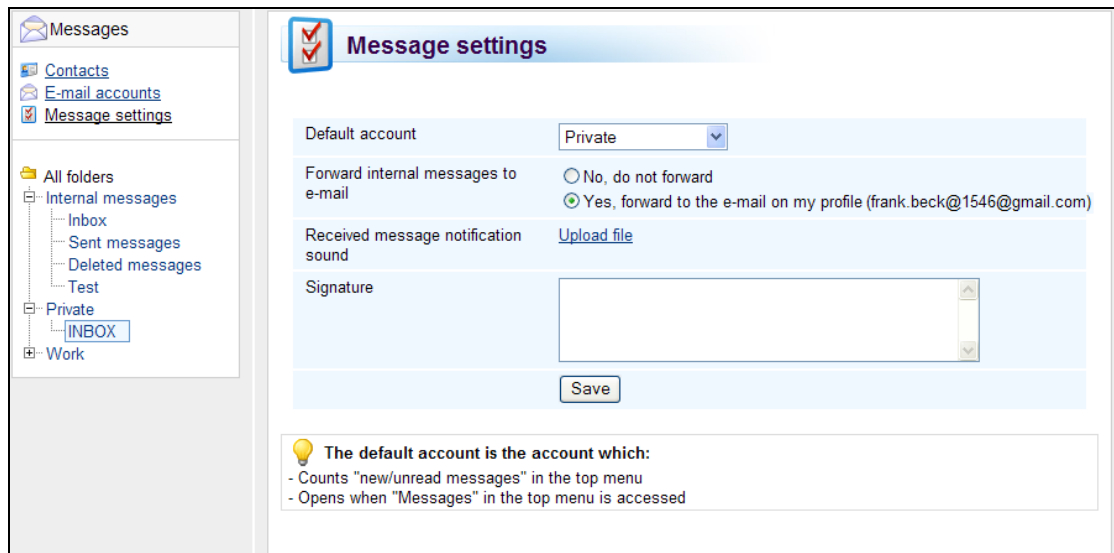 Messages
Contacts
E-mail accounts
Message settings
All folders
Internal messages
Inbox
Sent messages
Deleted messages
Test
Private
INBOX
Work
Message settings
Default account
Private
Forward internal messages to
e-mail
No, do not forward
Yes, forward to the e-mail on my profile (frank.beck@1546@gmail.com)
Received message notification
sound
Upload file
Signature
Save
The default account is the account which:
- Counts "new/unread messages" in the top menu
- Opens when "Messages" in the top menu is accessed